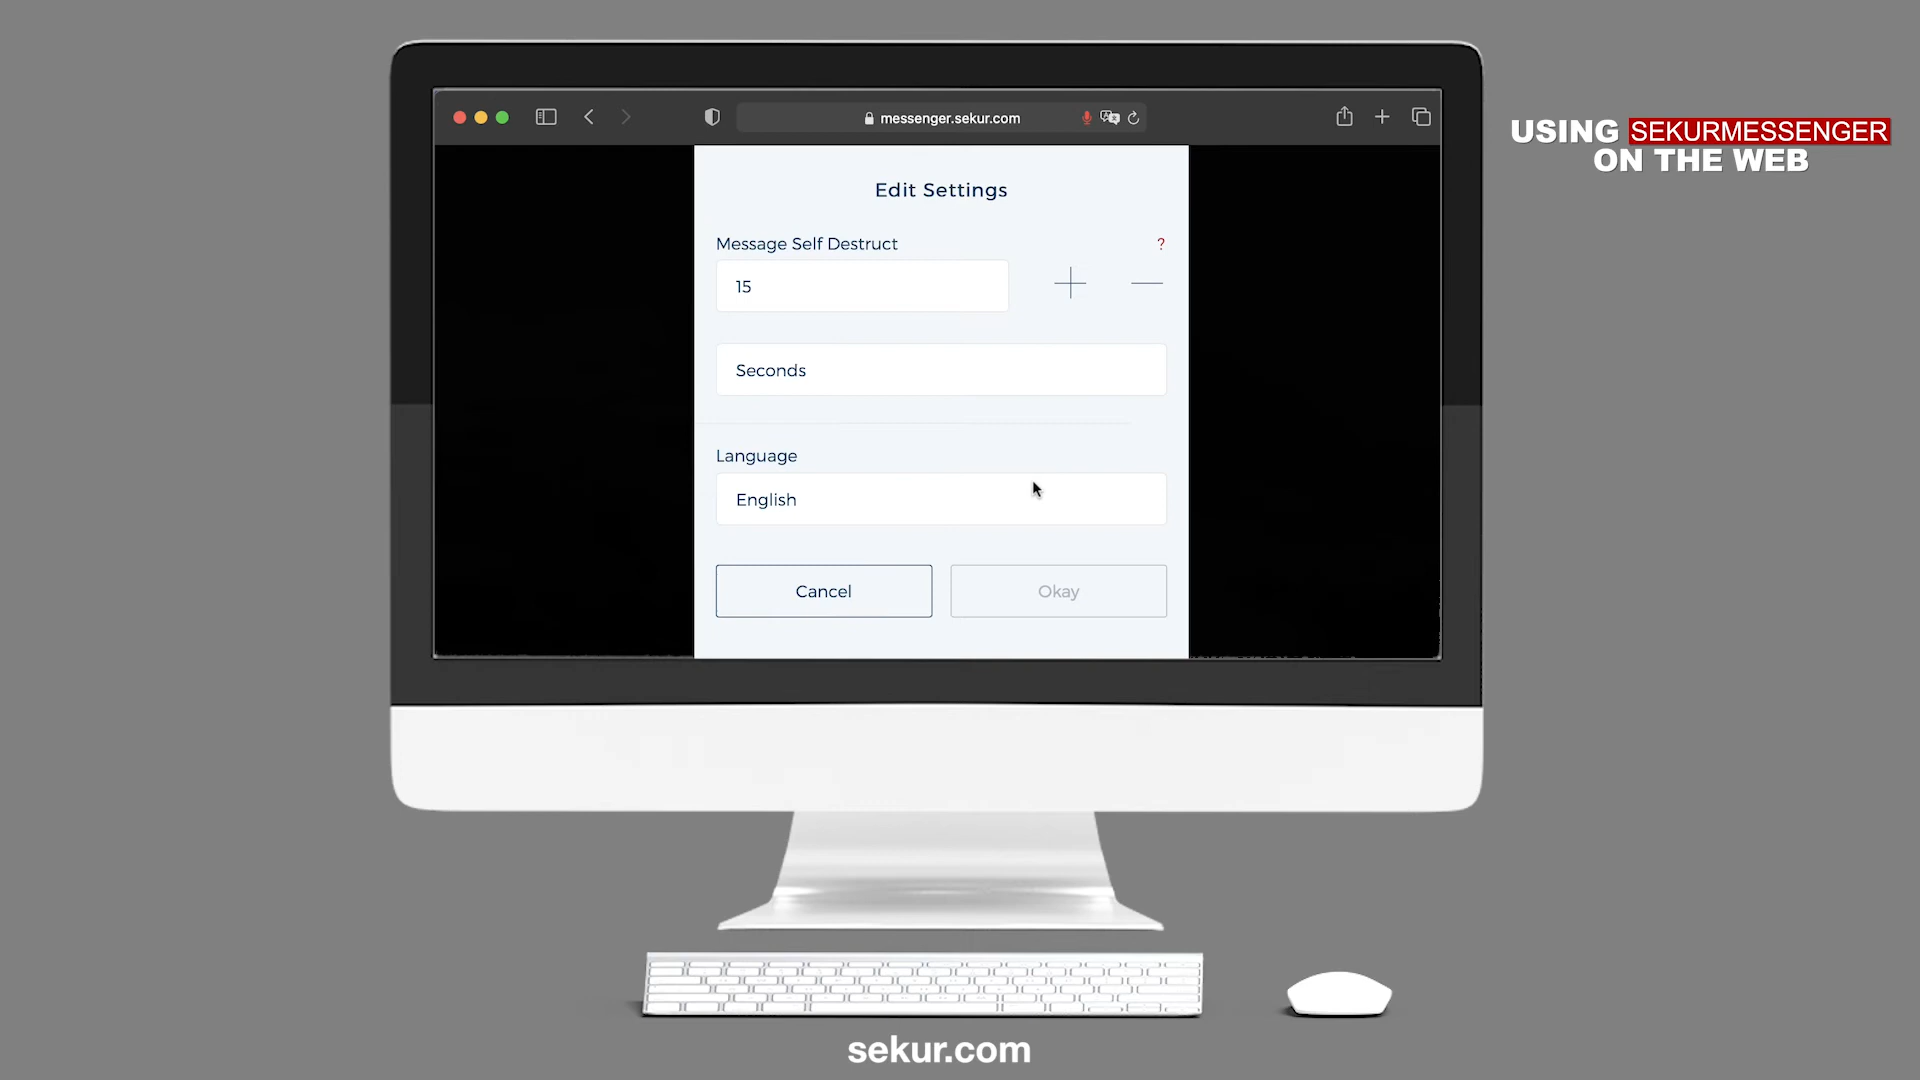 messenger.sekur.com
USING SEKURMESSENGER
ON THE WEB
Edit Settings
Message Self Destruct ?
15
Seconds
Language
English
Cancel Okay
sekur.com